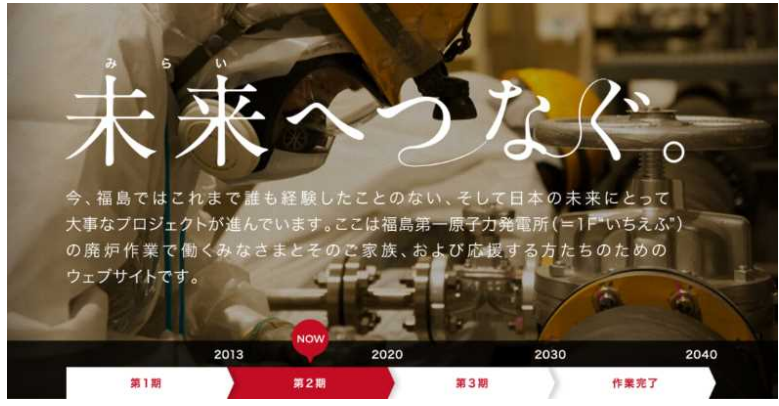 みらい
未来へつなぐ。
今、福島ではこれまで誰も経験したことのない、そして日本の未来にとって
大事なプロジェクトが進んでいます。ここは福島第一原子力発電所(=1F“いちえふ”)
の廃炉作業で働くみなさまとそのご家族、および応援する方たちのための
ウェブサイトです。
NOW
2013 2020 2030 2040
第1期 第2期 第3期 作業完了